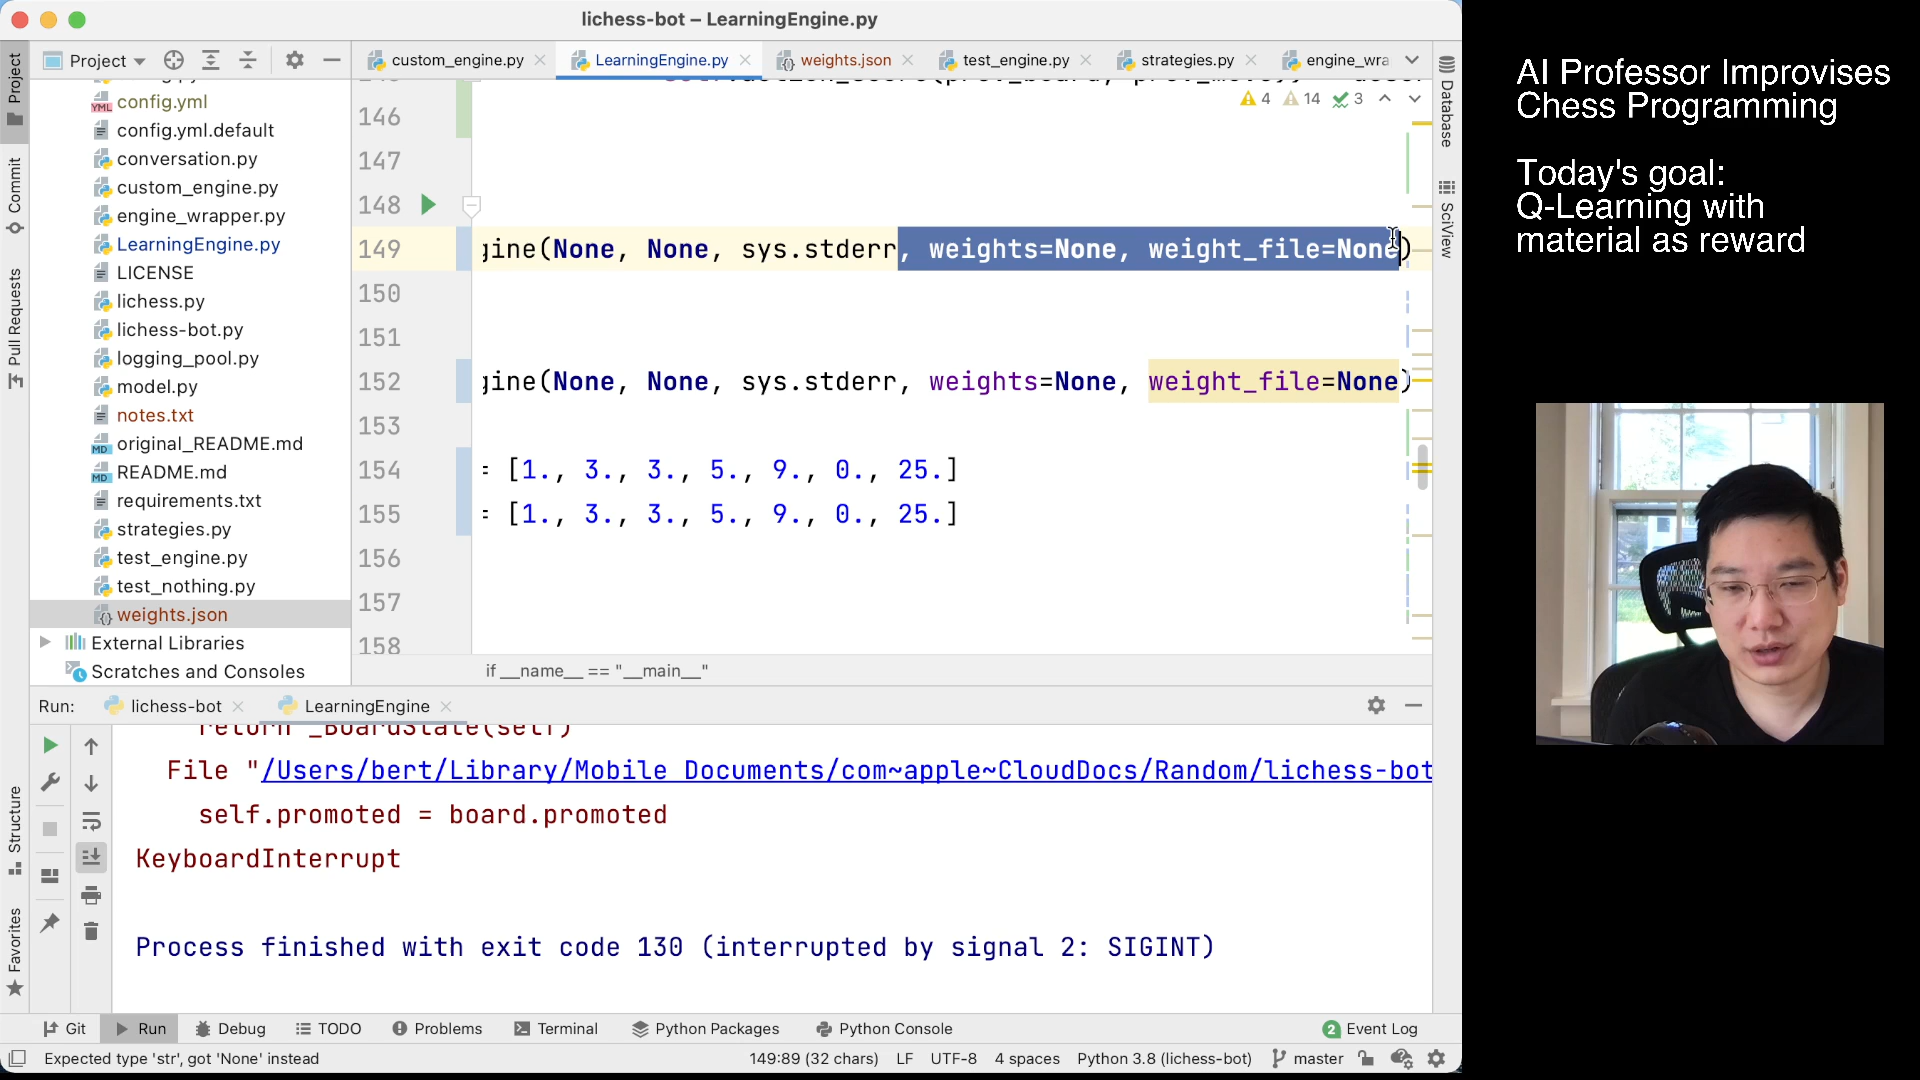 lichess-bot – LearningEngine.py
Project
custom_engine.py
LearningEngine.py
weights.json
test_engine.py
strategies.py
engine_wra
config.yml
config.yml.default
conversation.py
custom_engine.py
engine_wrapper.py
LearningEngine.py
LICENSE
lichess.py
lichess-bot.py
logging_pool.py
model.py
notes.txt
original_README.md
README.md
requirements.txt
strategies.py
test_engine.py
test_nothing.py
weights.json
External Libraries
Scratches and Consoles
Project
Commit
Pull Requests
Structure
Favorites
4 14 3
146
147
148
149 gine(None, None, sys.stderr, weights=None, weight_file=None)
150
151
152 gine(None, None, sys.stderr, weights=None, weight_file=None)
153
154 = [1., 3., 3., 5., 9., 0., 25.]
155 = [1., 3., 3., 5., 9., 0., 25.]
156
157
158
if __name__ == "__main__"
Database
SciView
Run:
lichess-bot
LearningEngine
return _BoardState(self)
File "/Users/bert/Library/Mobile Documents/com~apple~CloudDocs/Random/lichess-bot
self.promoted = board.promoted
KeyboardInterrupt
Process finished with exit code 130 (interrupted by signal 2: SIGINT)
Git
Run
Debug
TODO
Problems
Terminal
Python Packages
Python Console
2 Event Log
Expected type 'str', got 'None' instead
149:89 (32 chars)
LF
UTF-8
4 spaces
Python 3.8 (lichess-bot)
master
AI Professor Improvises
Chess Programming
Today's goal:
Q-Learning with
material as reward